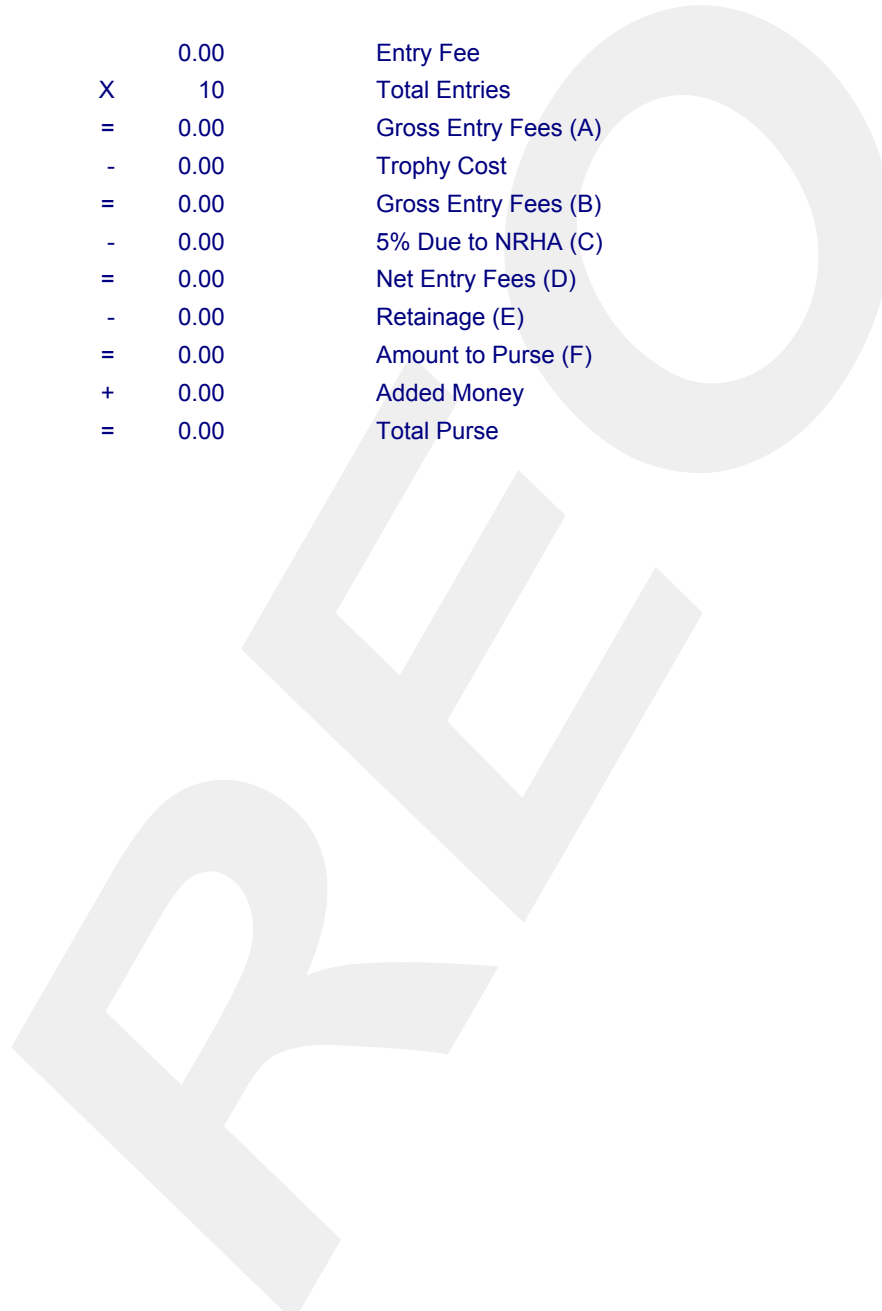 0.00 Entry Fee
X 10 Total Entries
= 0.00 Gross Entry Fees (A)
- 0.00 Trophy Cost
= 0.00 Gross Entry Fees (B)
- 0.00 5% Due to NRHA (C)
= 0.00 Net Entry Fees (D)
- 0.00 Retainage (E)
= 0.00 Amount to Purse (F)
+ 0.00 Added Money
= 0.00 Total Purse
REO